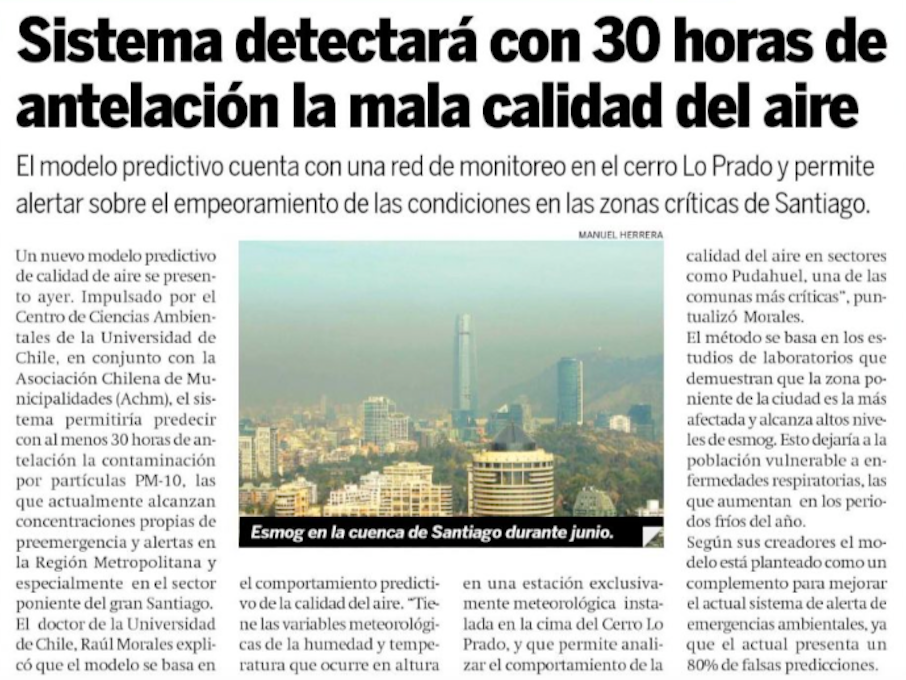 Sistema detectará con 30 horas de
antelación la mala calidad del aire
El modelo predictivo cuenta con una red de monitoreo en el cerro Lo Prado y permite
alertar sobre el empeoramiento de las condiciones en las zonas críticas de Santiago.
Un nuevo modelo predictivo
de calidad de aire se presen-
to ayer. Impulsado por el
Centro de Ciencias Ambien-
tales de la Universidad de
Chile, en conjunto con la
Asociación Chilena de Mu-
nicipalidades (Achm), el sis-
tema permitiría predecir
con al menos 30 horas de an-
telación la contaminación
por partículas PM-10, las
que actualmente alcanzan
concentraciones propias de
preemergencia y alertas en
la Región Metropolitana y
especialmente en el sector
poniente del gran Santiago.
El doctor de la Universidad
de Chile, Raúl Morales expli-
có que el modelo se basa en
MANUEL HERRERA
Esmog en la cuenca de Santiago durante junio.
el comportamiento predicti-
vo de la calidad del aire. “Tie-
ne las variables meteorológi-
cas de la humedad y tempe-
ratura que ocurre en altura
en una estación exclusiva-
mente meteorológica insta-
lada en la cima del Cerro Lo
Prado, y que permite anali-
zar el comportamiento de la
calidad del aire en sectores
como Pudahuel, una de las
comunas más críticas”, pun-
tualizó Morales.
El método se basa en los es-
tudios de laboratorios que
demuestran que la zona po-
niente de la ciudad es la más
afectada y alcanza altos nive-
les de esmog. Esto dejaría a la
población vulnerable a en-
fermedades respiratorias, las
que aumentan en los perio-
dos fríos del año.
Según sus creadores el mo-
delo está planteado como un
complemento para mejorar
el actual sistema de alerta de
emergencias ambientales, ya
que el actual presenta un
80% de falsas predicciones.